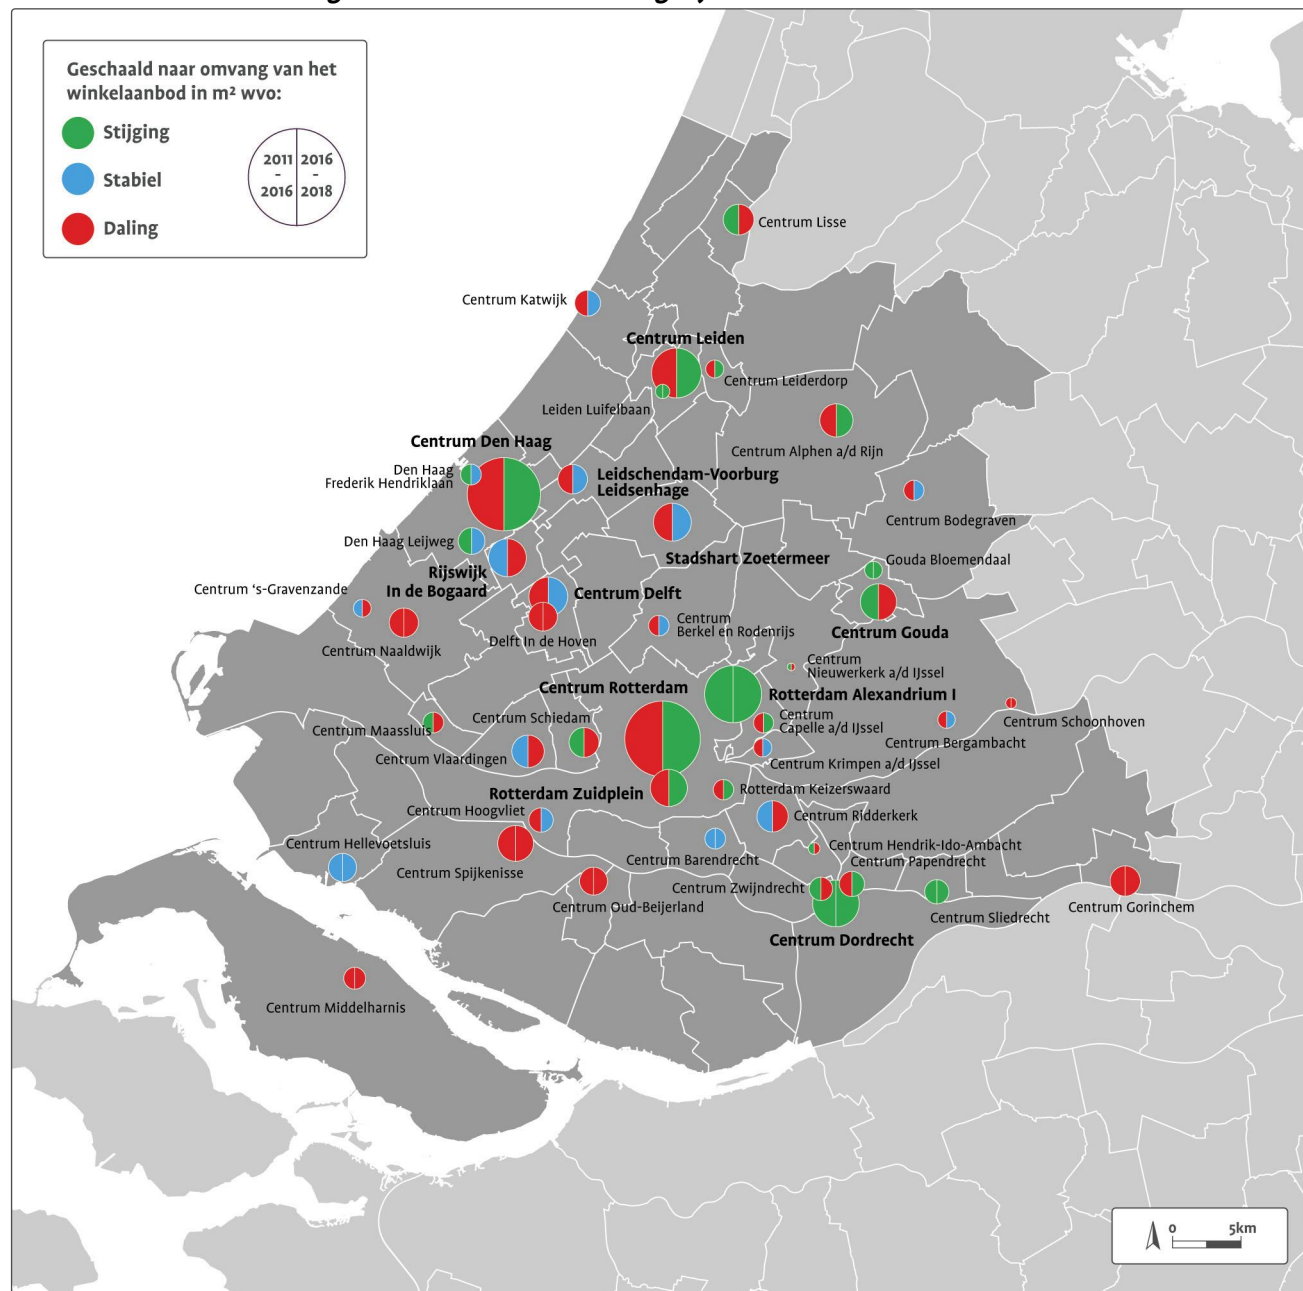 Geschaald naar omvang van het
winkelaanbod in m² wvo:
Stijging
Stabiel
Daling
2011 2016
- -
2016 2018
Centrum Lisse
Centrum Katwijk
Centrum Leiden
Centrum Leiderdorp
Leiden Luifelbaan
Centrum Alphen a/d Rijn
Centrum Den Haag
Den Haag
Frederik Hendriklaan
Leidschendam-Voorburg
Leidsenhage
Centrum Bodegraven
Den Haag Leijweg
Stadshart Zoetermeer
Gouda Bloemendaal
Rijswijk
In de Bogaard
Centrum ‘s-Gravenzande
Centrum Delft
Centrum
Berkel en Rodenrijs
Centrum Gouda
Delft In de Hoven
Centrum Naaldwijk
Centrum
Nieuwerkerk a/d IJssel
Centrum Rotterdam
Rotterdam Alexandrium I
Centrum Schiedam
Centrum
Capelle a/d IJssel
Centrum Schoonhoven
Centrum Maassluis
Centrum Bergambacht
Centrum Vlaardingen
Centrum Krimpen a/d IJssel
Rotterdam Zuidplein
Rotterdam Keizerswaard
Centrum Hoogvliet
Centrum Ridderkerk
Centrum Hellevoetsluis
Centrum Hendrik-Ido-Ambacht
Centrum Barendrecht
Centrum Papendrecht
Centrum Spijkenisse
Centrum Zwijndrecht
Centrum Oud-Beijerland
Centrum Sliedrecht
Centrum Gorinchem
Centrum Dordrecht
Centrum Middelharnis
0 5km